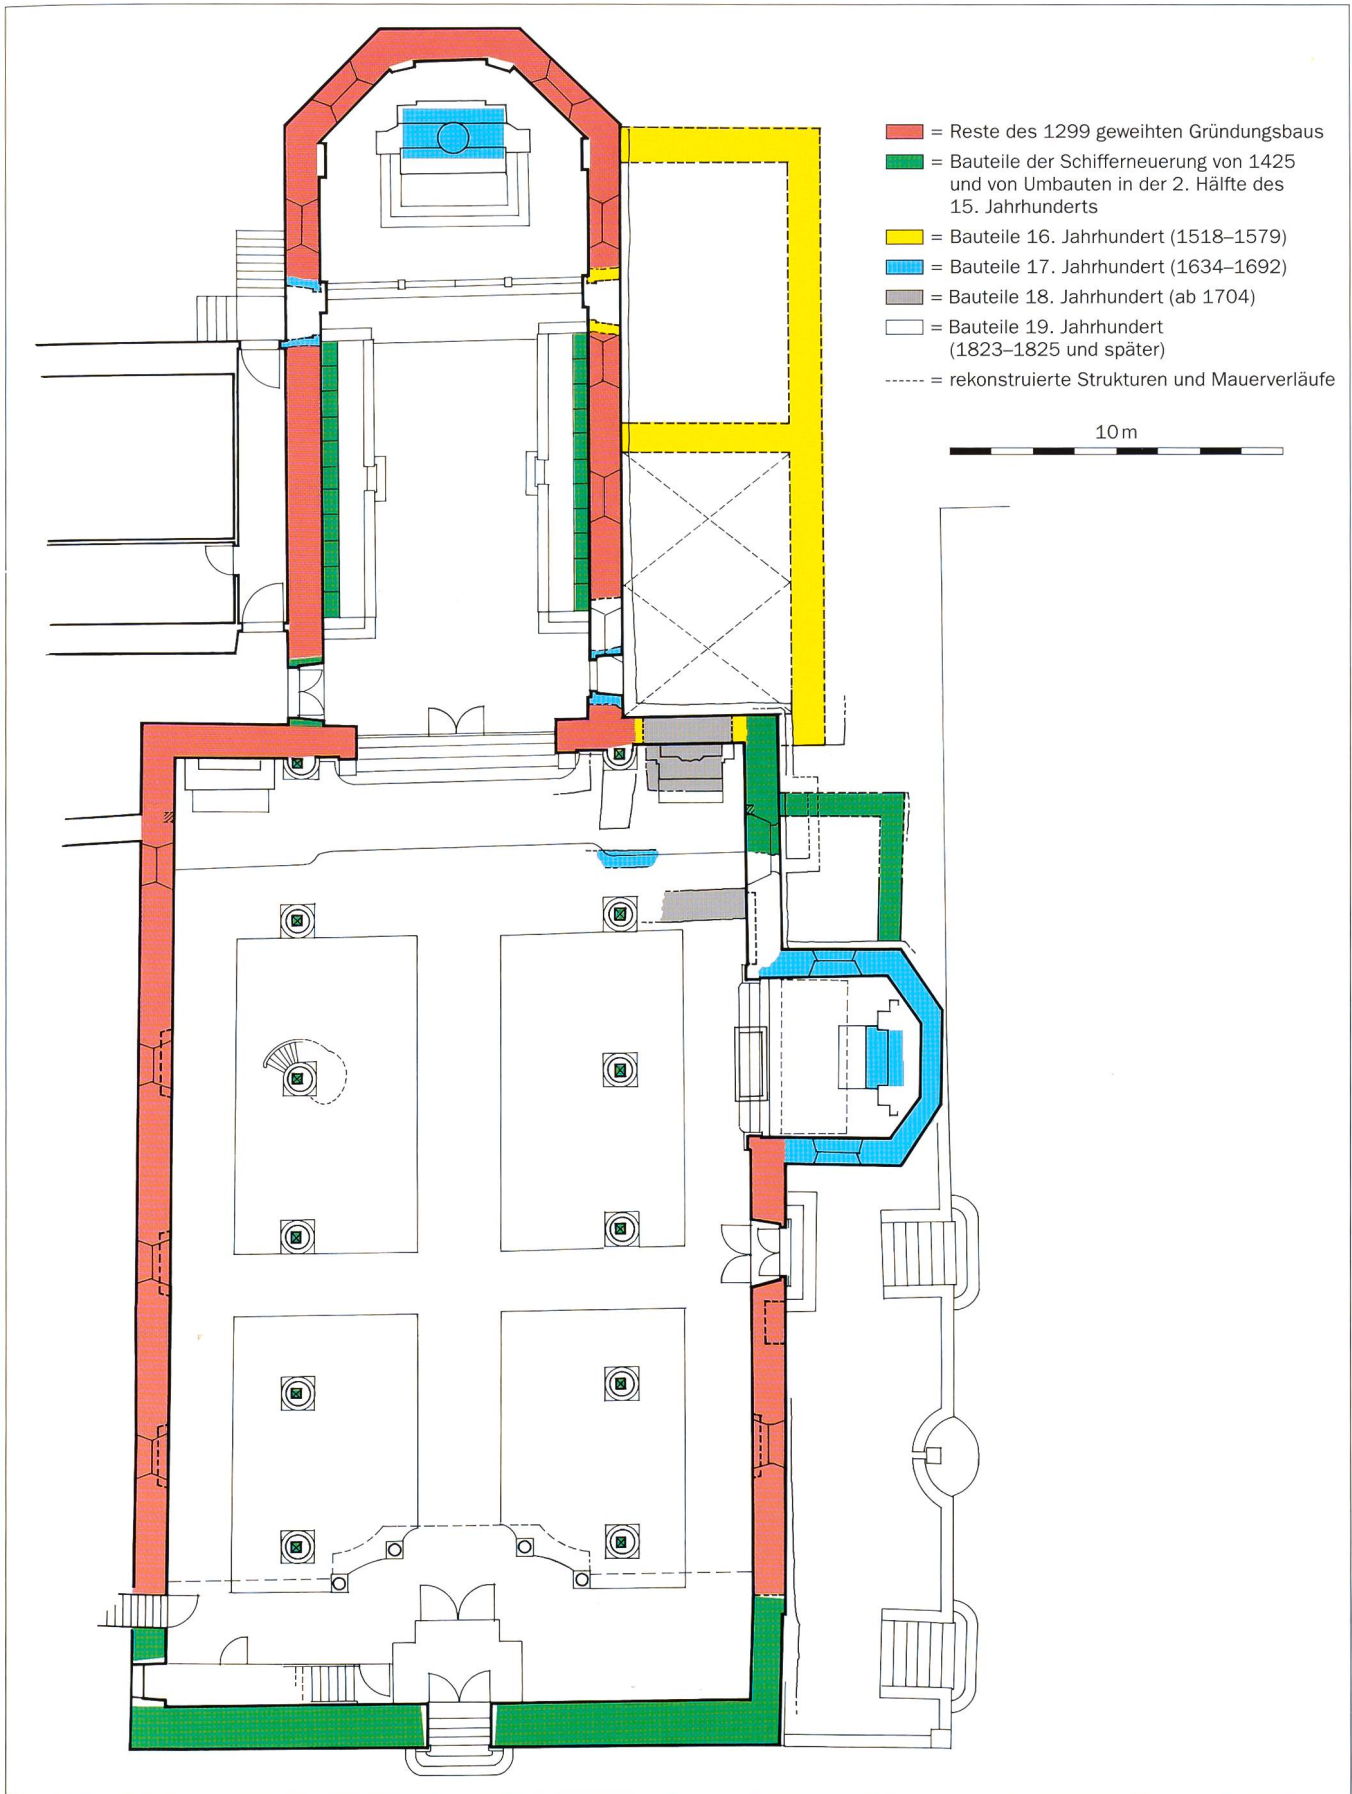 = Reste des 1299 geweihten Gründungsbaus
= Bauteile der Schifferneuerung von 1425
und von Umbauten in der 2. Hälfte des
15. Jahrhunderts
= Bauteile 16. Jahrhundert (1518–1579)
= Bauteile 17. Jahrhundert (1634–1692)
= Bauteile 18. Jahrhundert (ab 1704)
= Bauteile 19. Jahrhundert
(1823–1825 und später)
= rekonstruierte Strukturen und Mauerverläufe
10 m